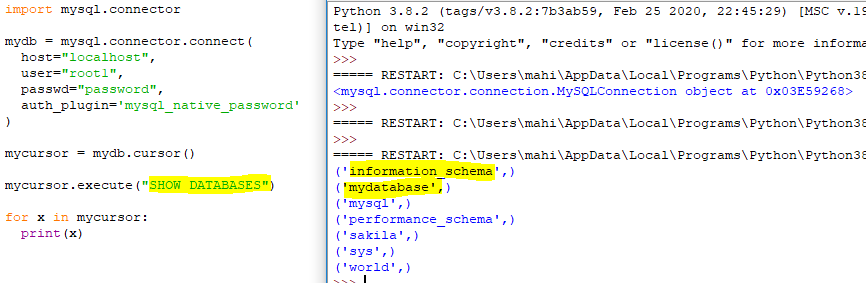 import mysql.connector
mydb = mysql.connector.connect(
host="localhost",
user="root1",
passwd="password",
auth_plugin='mysql_native_password'
)
mycursor = mydb.cursor()
mycursor.execute("SHOW DATABASES")
for x in mycursor:
print(x)
Python 3.8.2 (tags/v3.8.2:7b3ab59, Feb 25 2020, 22:45:29) [MSC v.19
tel)] on win32
Type "help", "copyright", "credits" or "license()" for more informa
>>>
===== RESTART: C:\Users\mahi\AppData\Local\Programs\Python\Python38
<mysql.connector.connection.MySQLConnection object at 0x03E59268>
>>>
===== RESTART: C:\Users\mahi\AppData\Local\Programs\Python\Python38
>>>
===== RESTART: C:\Users\mahi\AppData\Local\Programs\Python\Python38
('information_schema',)
('mydatabase',)
('mysql',)
('performance_schema',)
('sakila',)
('sys',)
('world',)
>>>